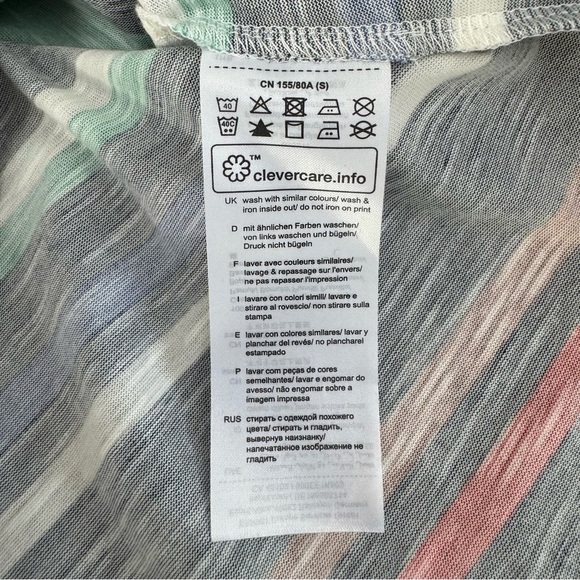 CN 155/80A (S)
40
40C
™
clevercare.info
UK wash with similar colours/ wash &
iron inside out/ do not iron on print
D mit ähnlichen Farben waschen/
von links waschen und bügeln/
Druck nicht bügeln
F laver avec couleurs similaires/
lavage & repassage sur l'envers/
ne pas repasser l'impression
I lavare con colori simili/ lavare e
stirare al rovescio/ non stirare sulla
stampa
E lavar con colores similares/ lavar y
planchar del revés/ no plancharel
estampado
P lavar com peças de cores
semelhantes/ lavar e engomar do
avesso/ não engomar sobre a
imagem impressa
RUS стирать с одеждой похожего
цвета/ стирать и гладить,
вывернув наизнанку/
напечатанное изображение не
гладить